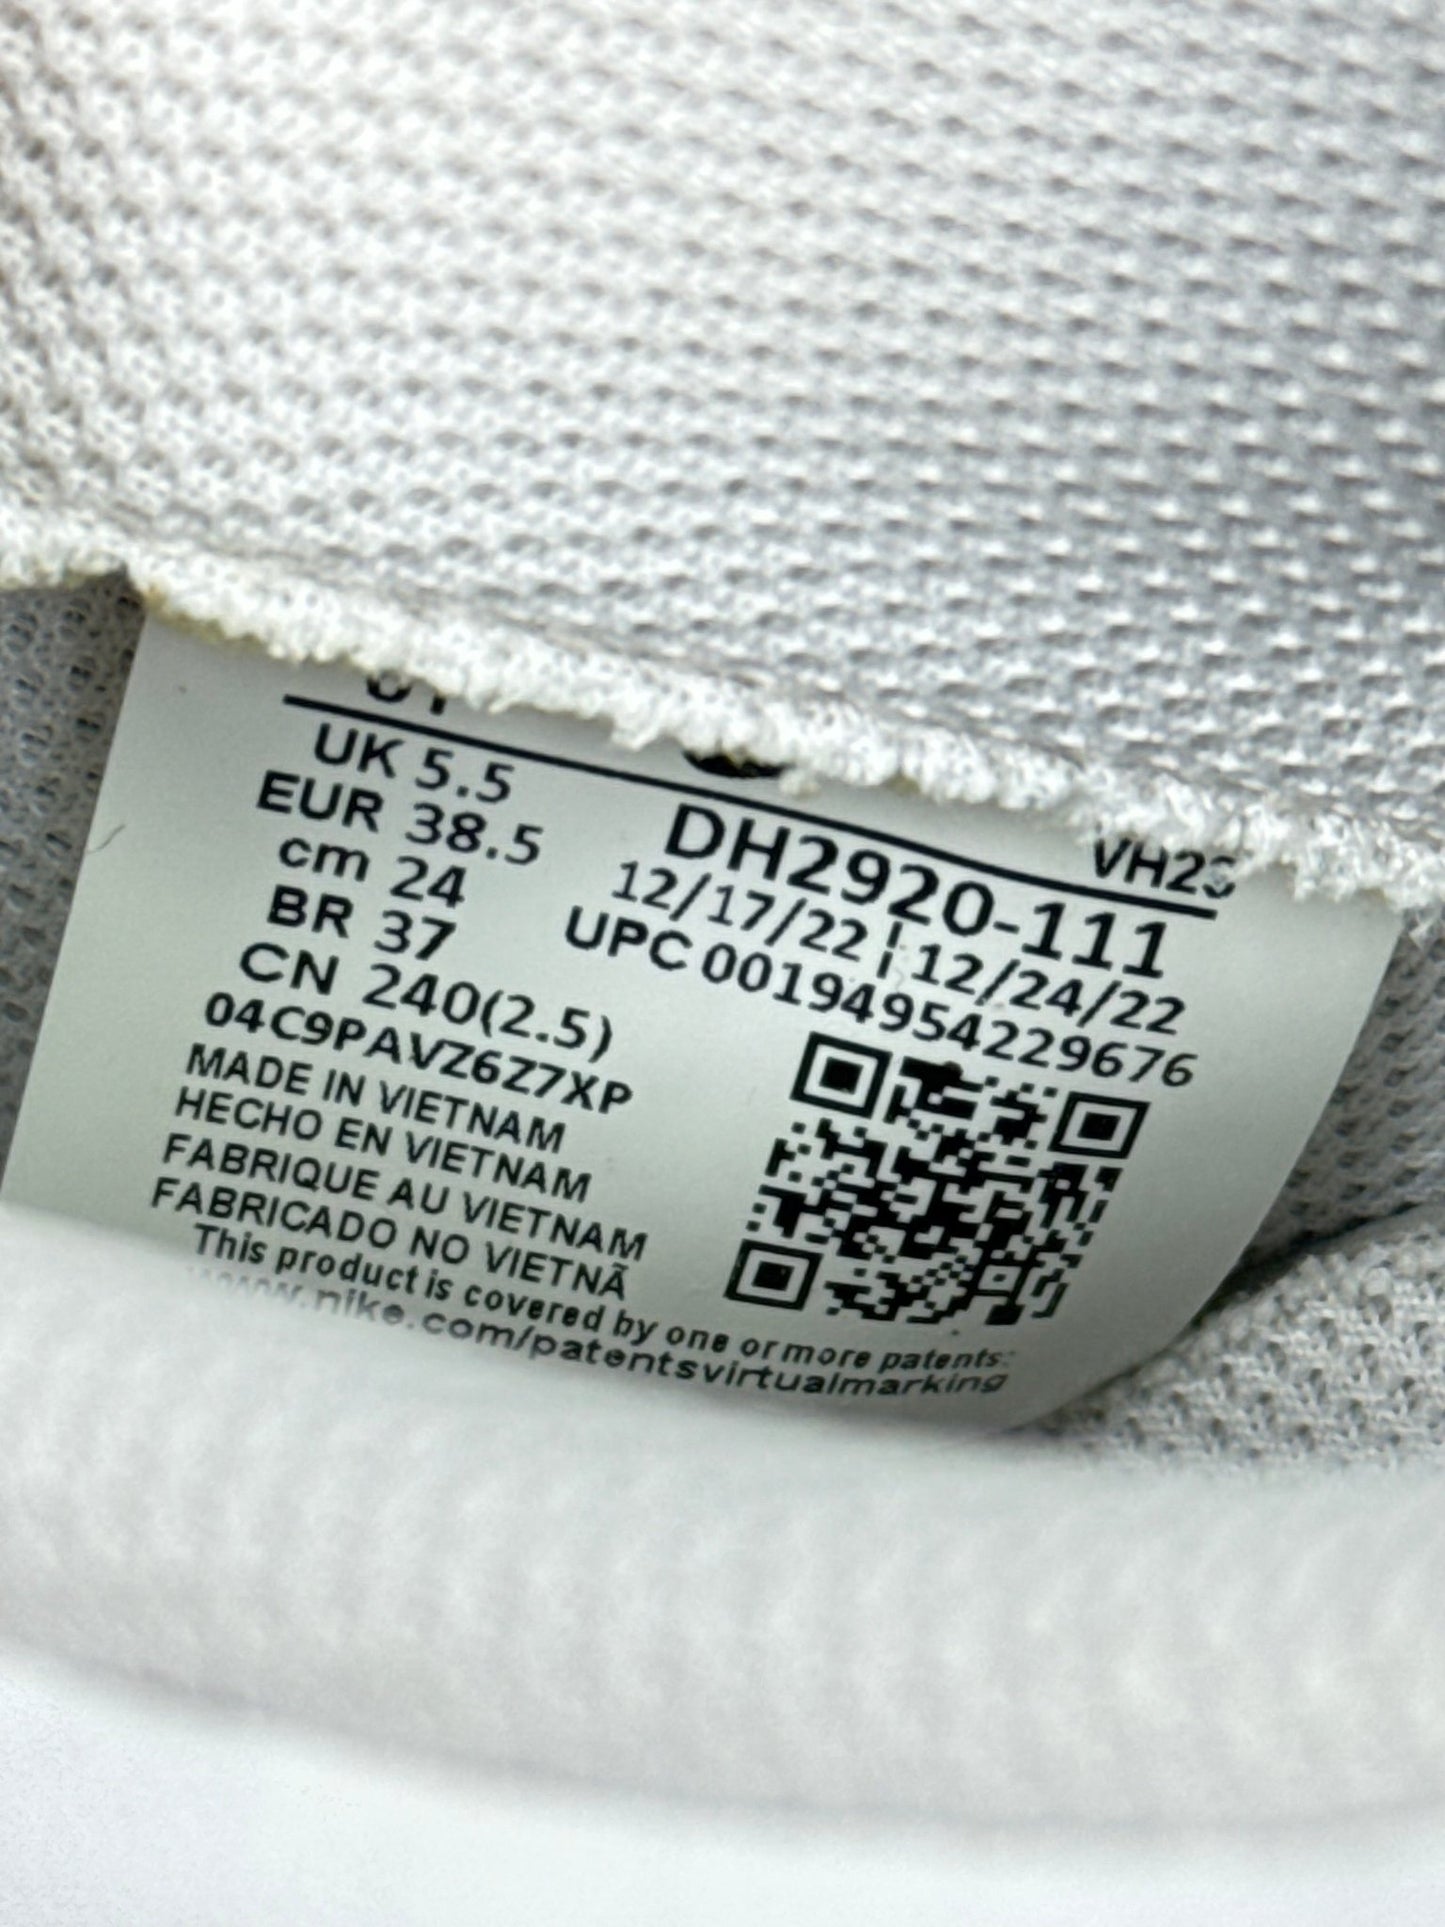 UK 5.5
EUR 38.5
cm 24
BR 37
CN 240(2.5)
04C9PAVZ6Z7XP
MADE IN VIETNAM
HECHO EN VIETNAM
FABRIQUE AU VIETNAM
FABRICADO NO VIETNÃ
This product is covered by one or more patents:
www.nike.com/patentsvirtualmarking
VH23
DH2920-111
12/17/22 | 12/24/22
UPC 00194954229676